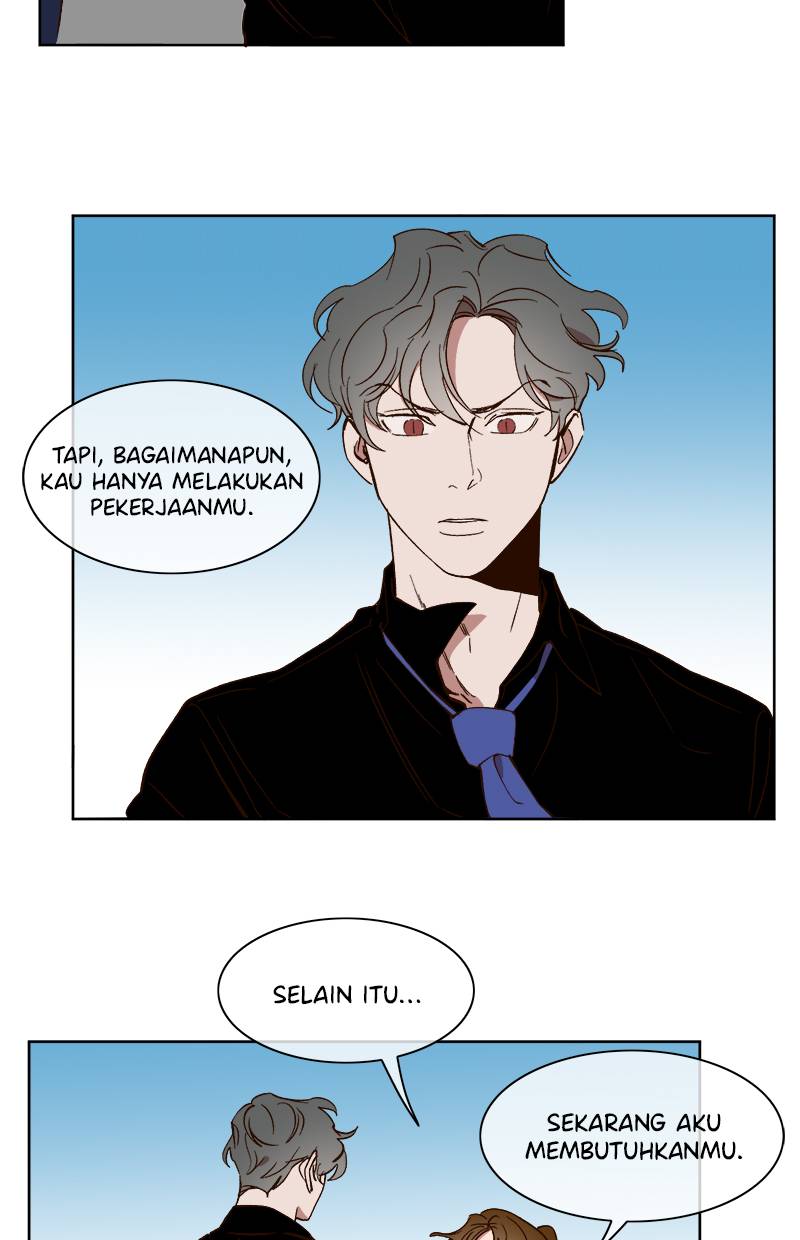 TAPI, BAGAIMANAPUN,
KAU HANYA MELAKUKAN
PEKERJAANMU.
SELAIN ITU...
SEKARANG AKU
MEMBUTUHKANMU.